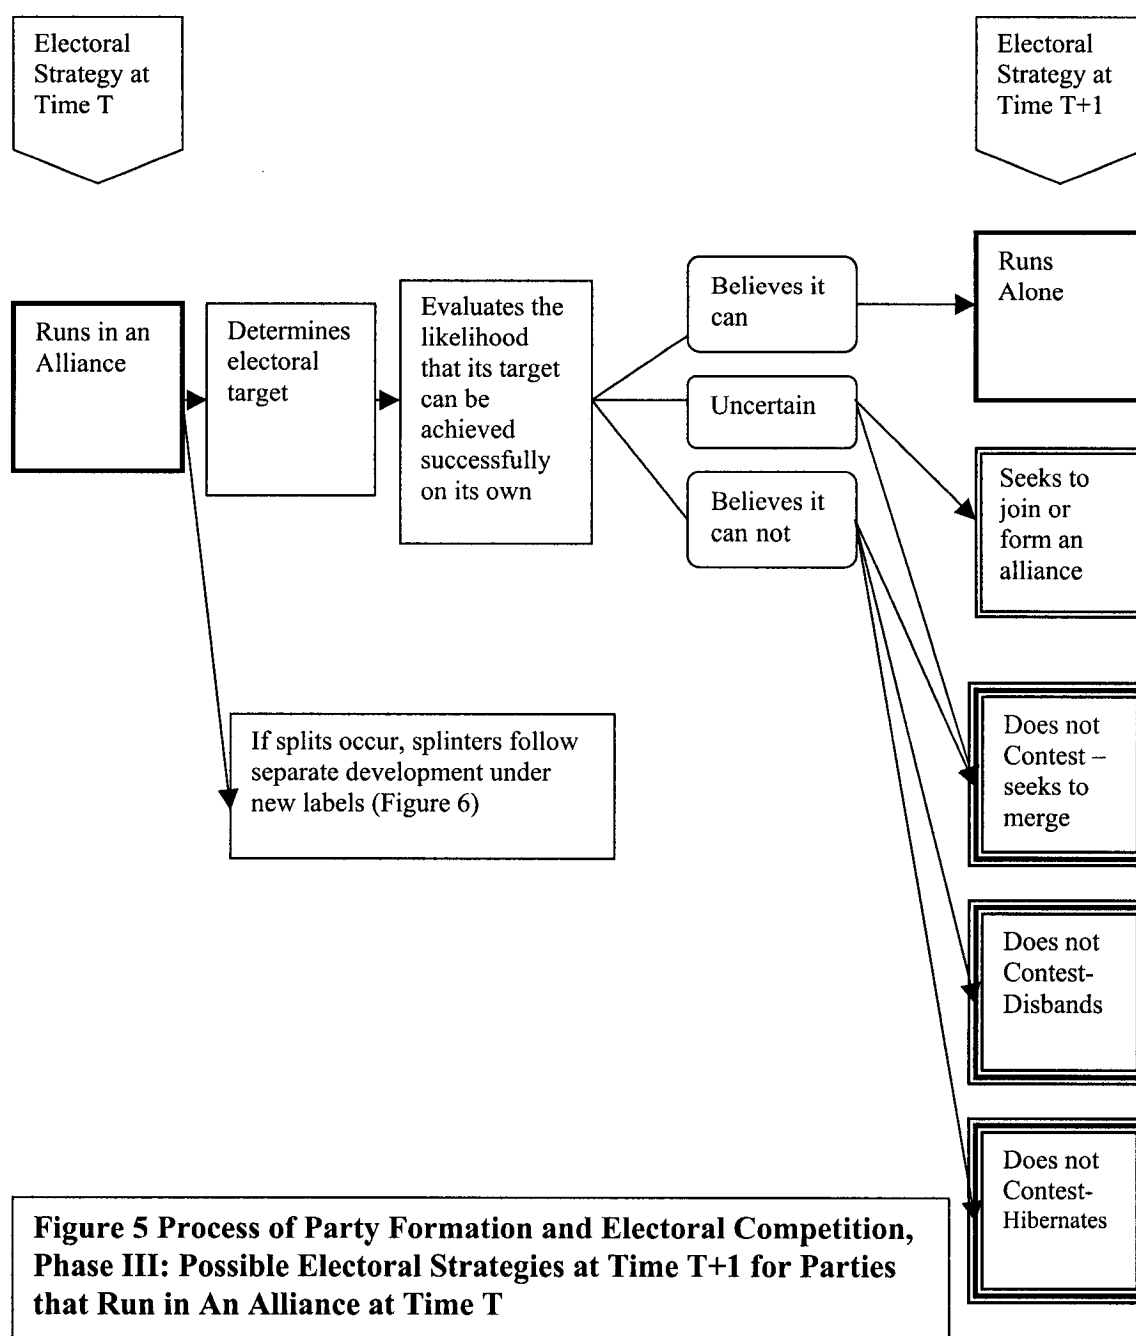 Electoral
Strategy at
Time T
Electoral
Strategy at
Time T+1
Runs in an
Alliance
Determines
electoral
target
Evaluates the
likelihood
that its target
can be
achieved
successfully
on its own
Believes it
can
Uncertain
Believes it
can not
Runs
Alone
Seeks to
join or
form an
alliance
If splits occur, splinters follow
separate development under
new labels (Figure 6)
Does not
Contest –
seeks to
merge
Does not
Contest-
Disbands
Does not
Contest-
Hibernates
Figure 5 Process of Party Formation and Electoral Competition,
Phase III: Possible Electoral Strategies at Time T+1 for Parties
that Run in An Alliance at Time T